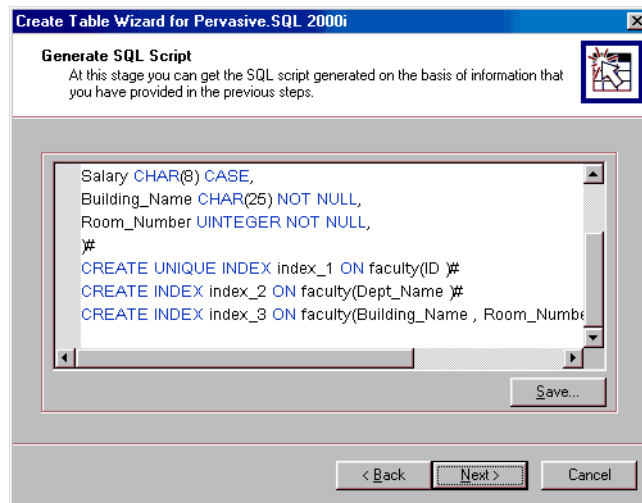 Create Table Wizard for Pervasive.SQL 2000i
Generate SQL Script
At this stage you can get the SQL script generated on the basis of information that
you have provided in the previous steps.
Salary CHAR(8) CASE,
Building_Name CHAR(25) NOT NULL,
Room_Number UINTEGER NOT NULL,
)#
CREATE UNIQUE INDEX index_1 ON faculty(ID )#
CREATE INDEX index_2 ON faculty(Dept_Name )#
CREATE INDEX index_3 ON faculty(Building_Name , Room_Numbe
Save...
< Back Next > Cancel